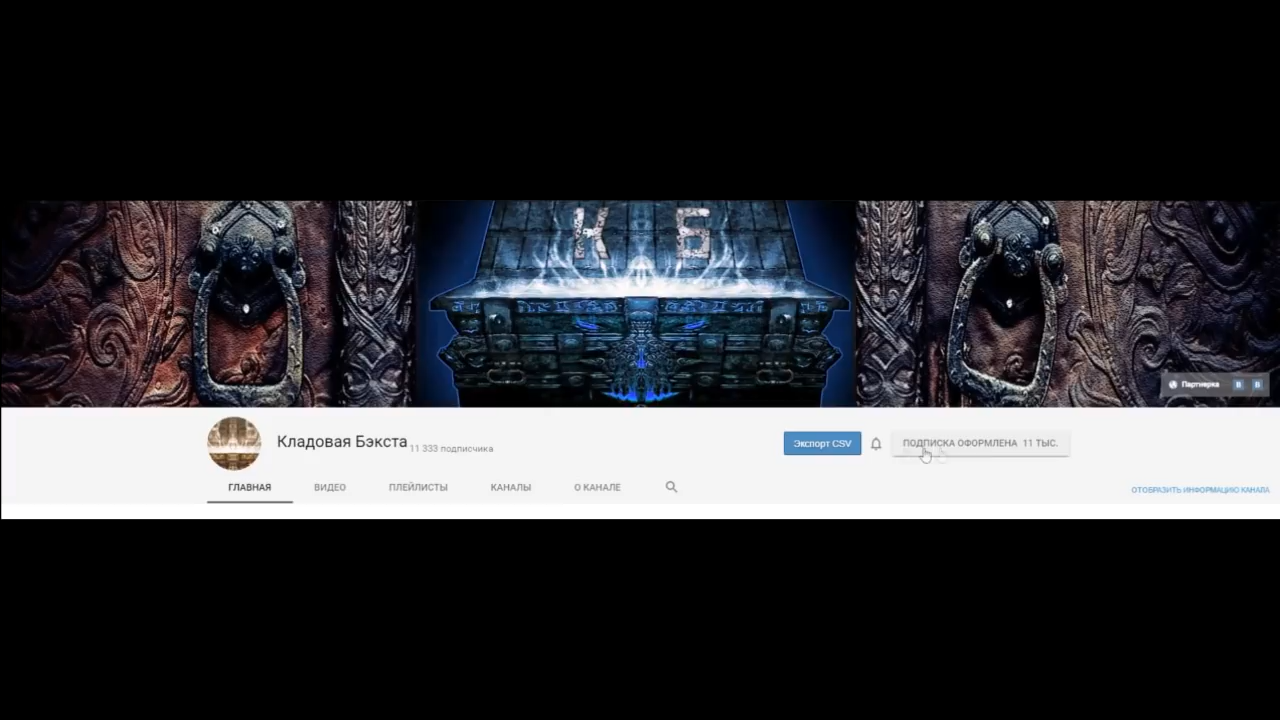 К Б
Партнерка В В
Кладовая Бэкста 11 333 подписчика
Экспорт CSV
ПОДПИСКА ОФОРМЛЕНА 11 ТЫС.
ГЛАВНАЯ ВИДЕО ПЛЕЙЛИСТЫ КАНАЛЫ О КАНАЛЕ
ОТОБРАЗИТЬ ИНФОРМАЦИЮ КАНАЛА